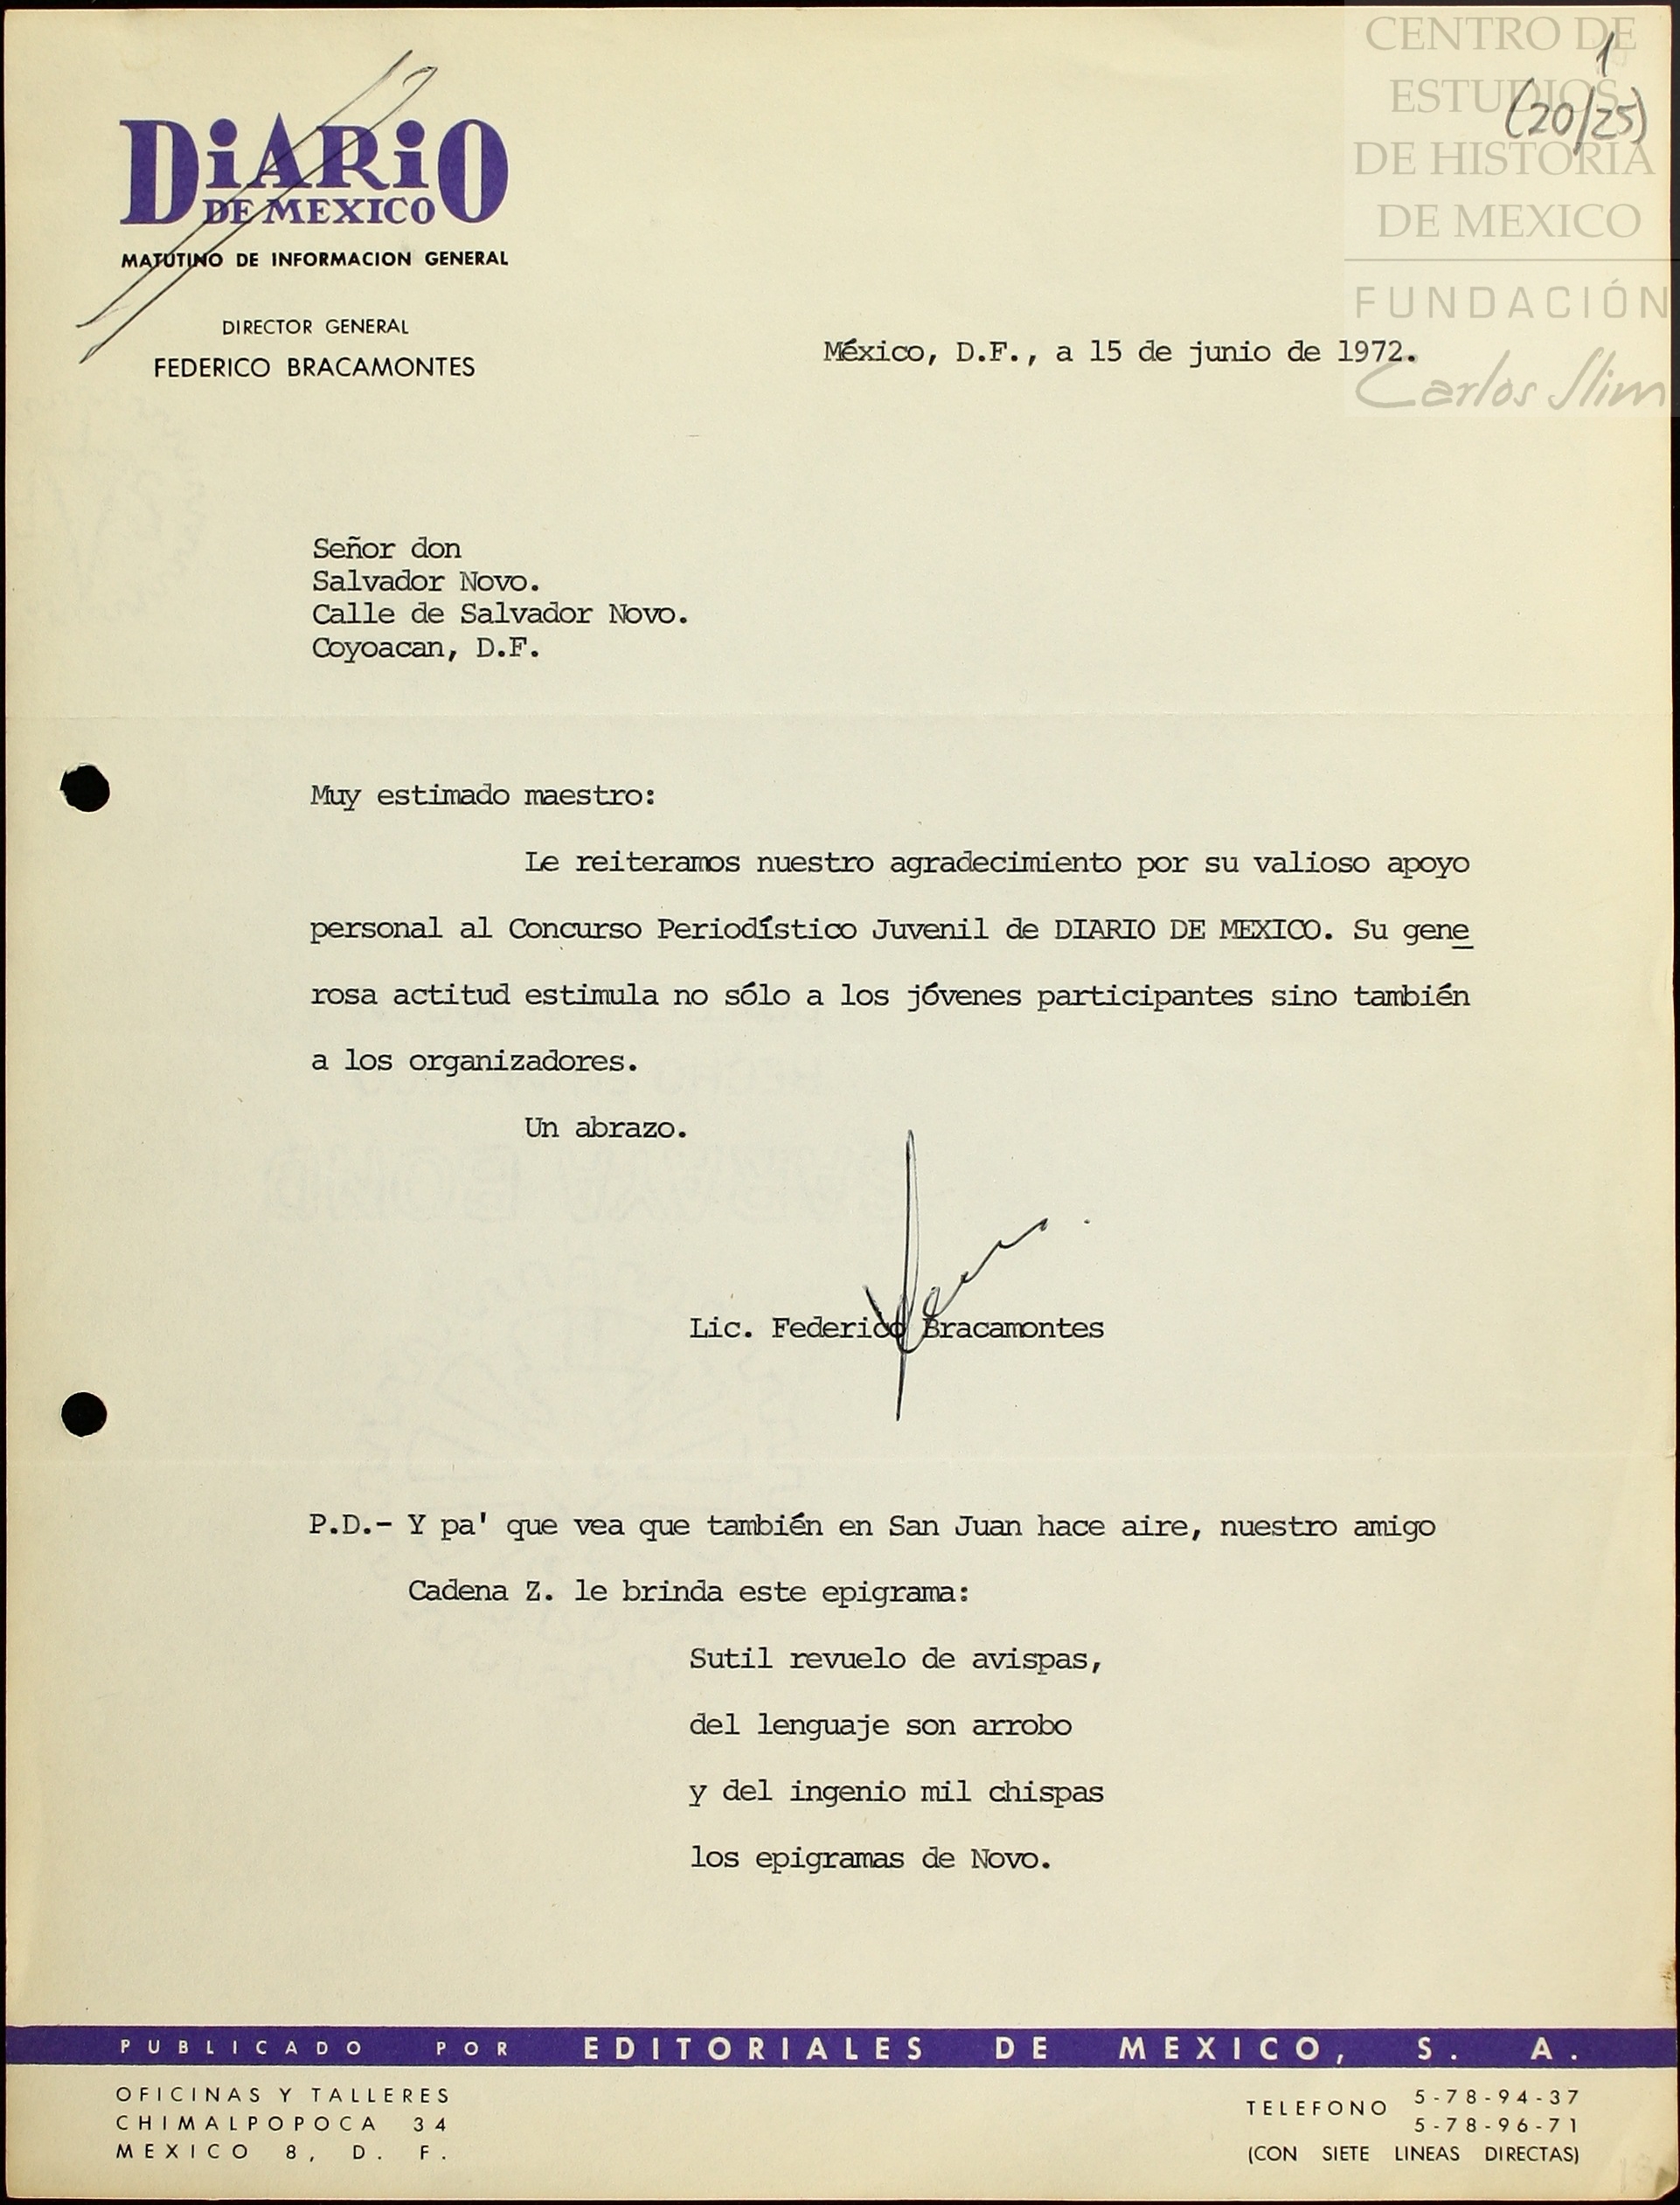 CENTRO DE
ESTUDIOS
DE HISTORIA
DE MEXICO
FUNDACIÓN
Carlos Slim
1
(20/25)
DiARiO
DE MEXICO
MATUTINO DE INFORMACION GENERAL
DIRECTOR GENERAL
FEDERICO BRACAMONTES
México, D.F., a 15 de junio de 1972.
Señor don
Salvador Novo.
Calle de Salvador Novo.
Coyoacan, D.F.
Muy estimado maestro:
Le reiteramos nuestro agradecimiento por su valioso apoyo
personal al Concurso Periodístico Juvenil de DIARIO DE MEXICO. Su gene
rosa actitud estimula no sólo a los jóvenes participantes sino también
a los organizadores.
Un abrazo.
Lic. Federico Bracamontes
P.D.- Y pa' que vea que también en San Juan hace aire, nuestro amigo
Cadena Z. le brinda este epigrama:
Sutil revuelo de avispas,
del lenguaje son arrobo
y del ingenio mil chispas
los epigramas de Novo.
PUBLICADO POR EDITORIALES DE MEXICO, S. A.
OFICINAS Y TALLERES
CHIMALPOPOCA 34
MEXICO 8, D. F.
TELEFONO 5-78-94-37
5-78-96-71
(CON SIETE LINEAS DIRECTAS)